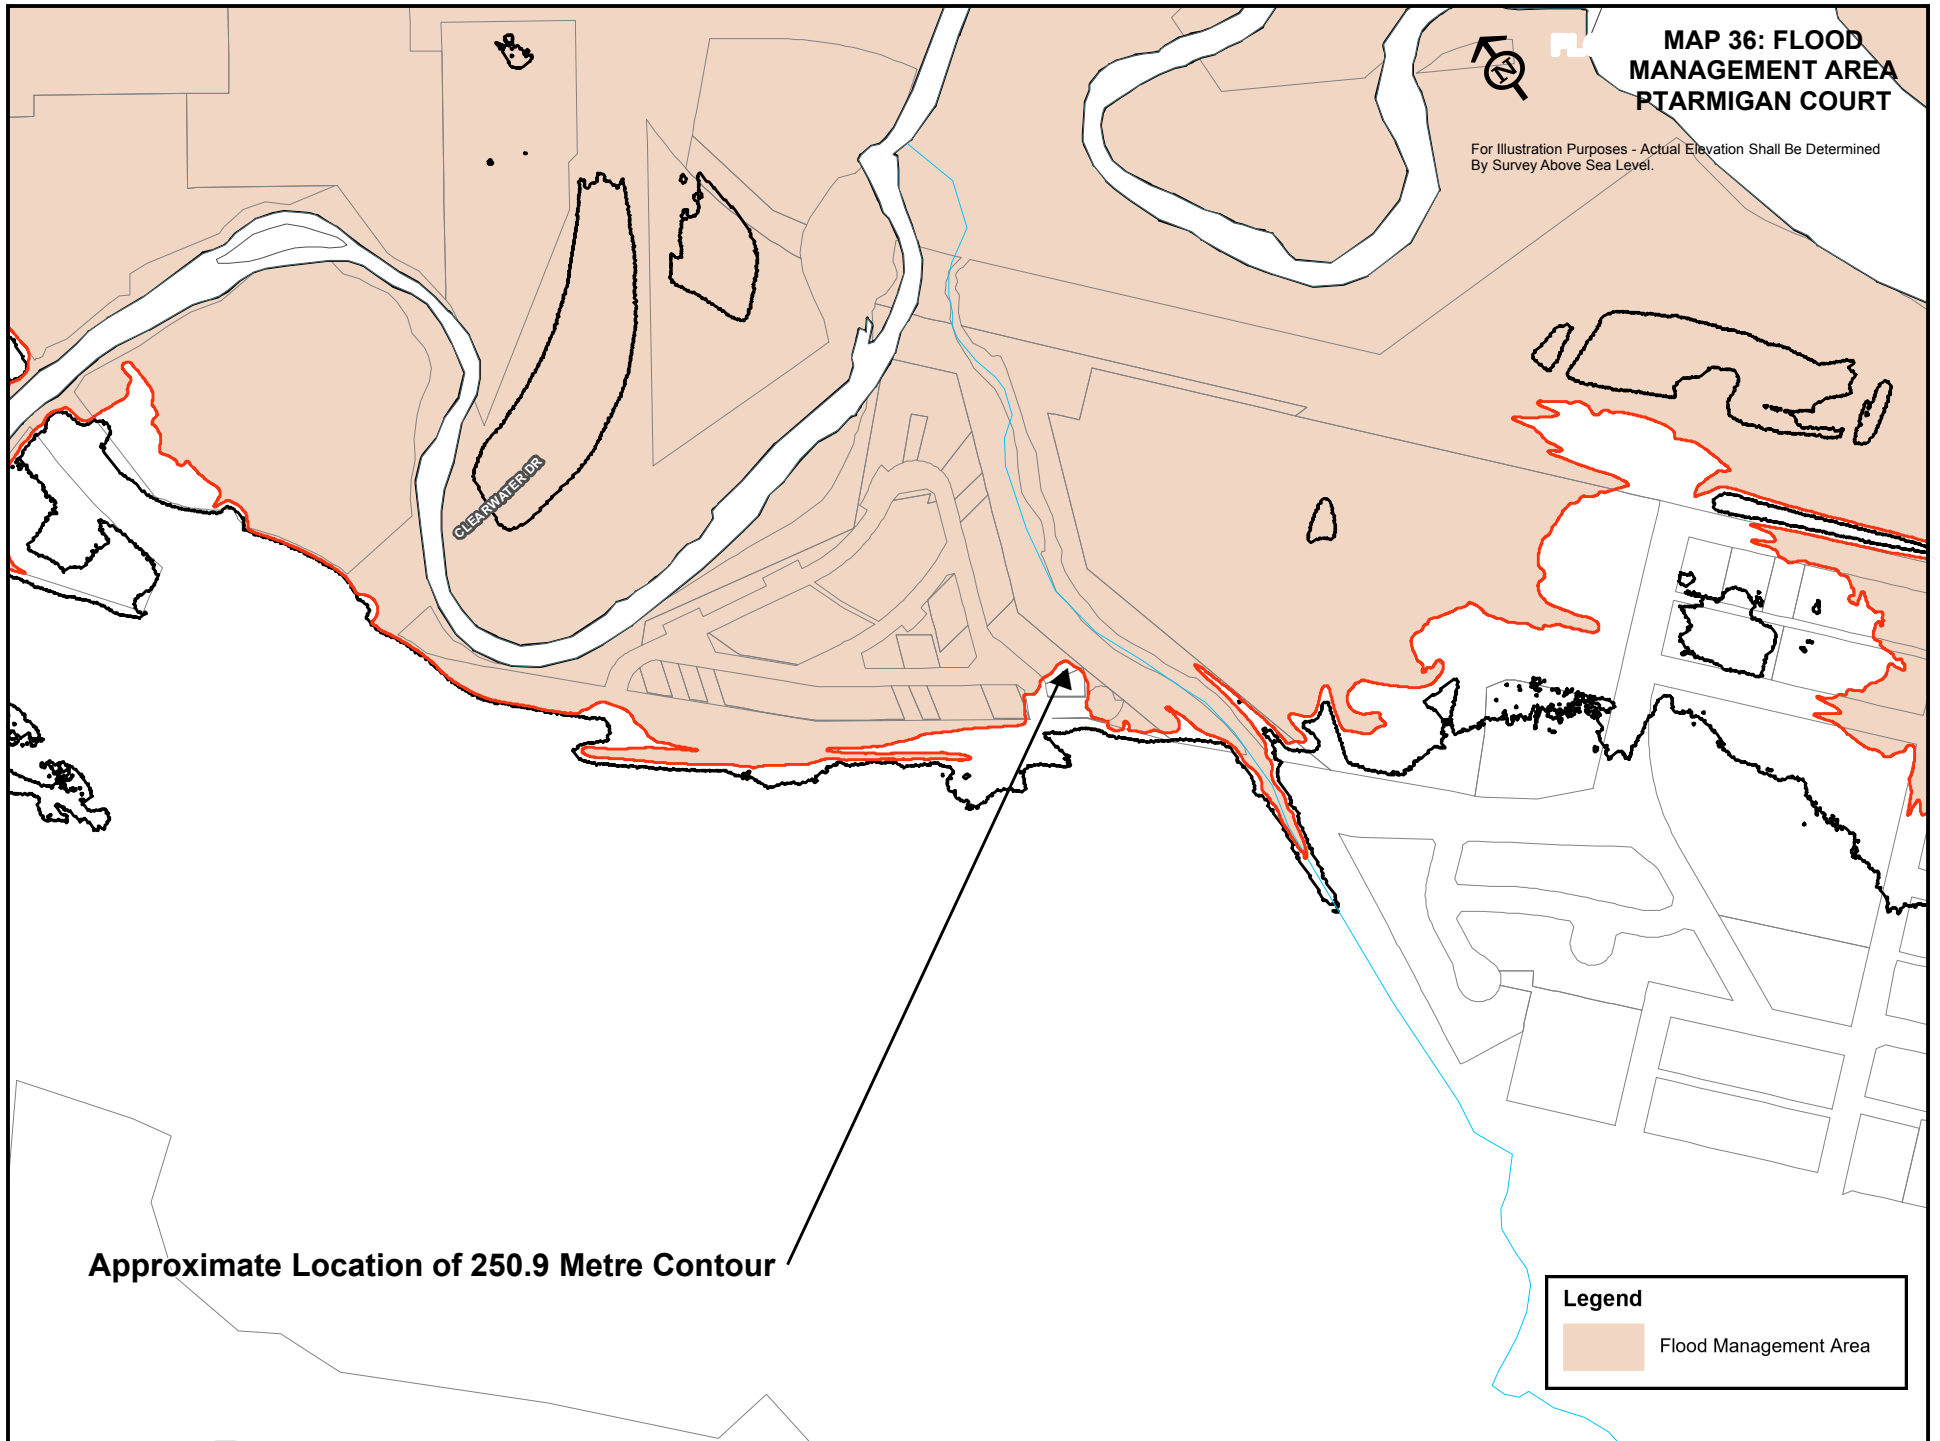 MAP 36: FLOOD
MANAGEMENT AREA
PTARMIGAN COURT
N
For Illustration Purposes - Actual Elevation Shall Be Determined
By Survey Above Sea Level.
CLEARWATER DR
Approximate Location of 250.9 Metre Contour
Legend
Flood Management Area